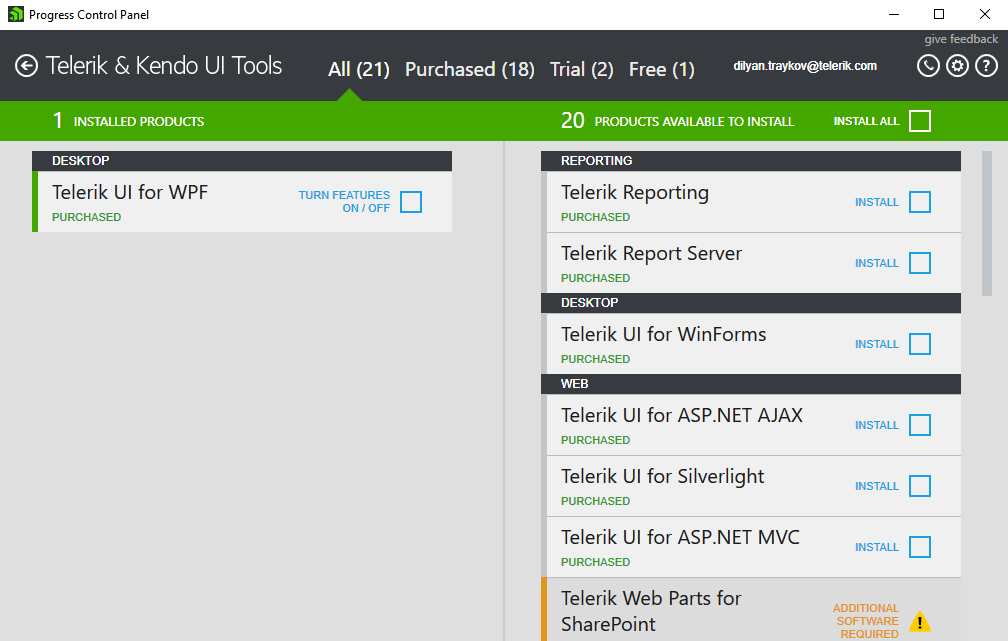 Progress Control Panel
give feedback
Telerik & Kendo UI Tools
All (21) Purchased (18) Trial (2) Free (1)
dilyan.traykov@telerik.com
?
1 INSTALLED PRODUCTS
20 PRODUCTS AVAILABLE TO INSTALL
INSTALL ALL
DESKTOP
Telerik UI for WPF
PURCHASED
TURN FEATURES
ON / OFF
REPORTING
Telerik Reporting
PURCHASED
INSTALL
Telerik Report Server
PURCHASED
INSTALL
DESKTOP
Telerik UI for WinForms
PURCHASED
INSTALL
WEB
Telerik UI for ASP.NET AJAX
PURCHASED
INSTALL
Telerik UI for Silverlight
PURCHASED
INSTALL
Telerik UI for ASP.NET MVC
PURCHASED
INSTALL
Telerik Web Parts for
SharePoint
ADDITIONAL
SOFTWARE
REQUIRED